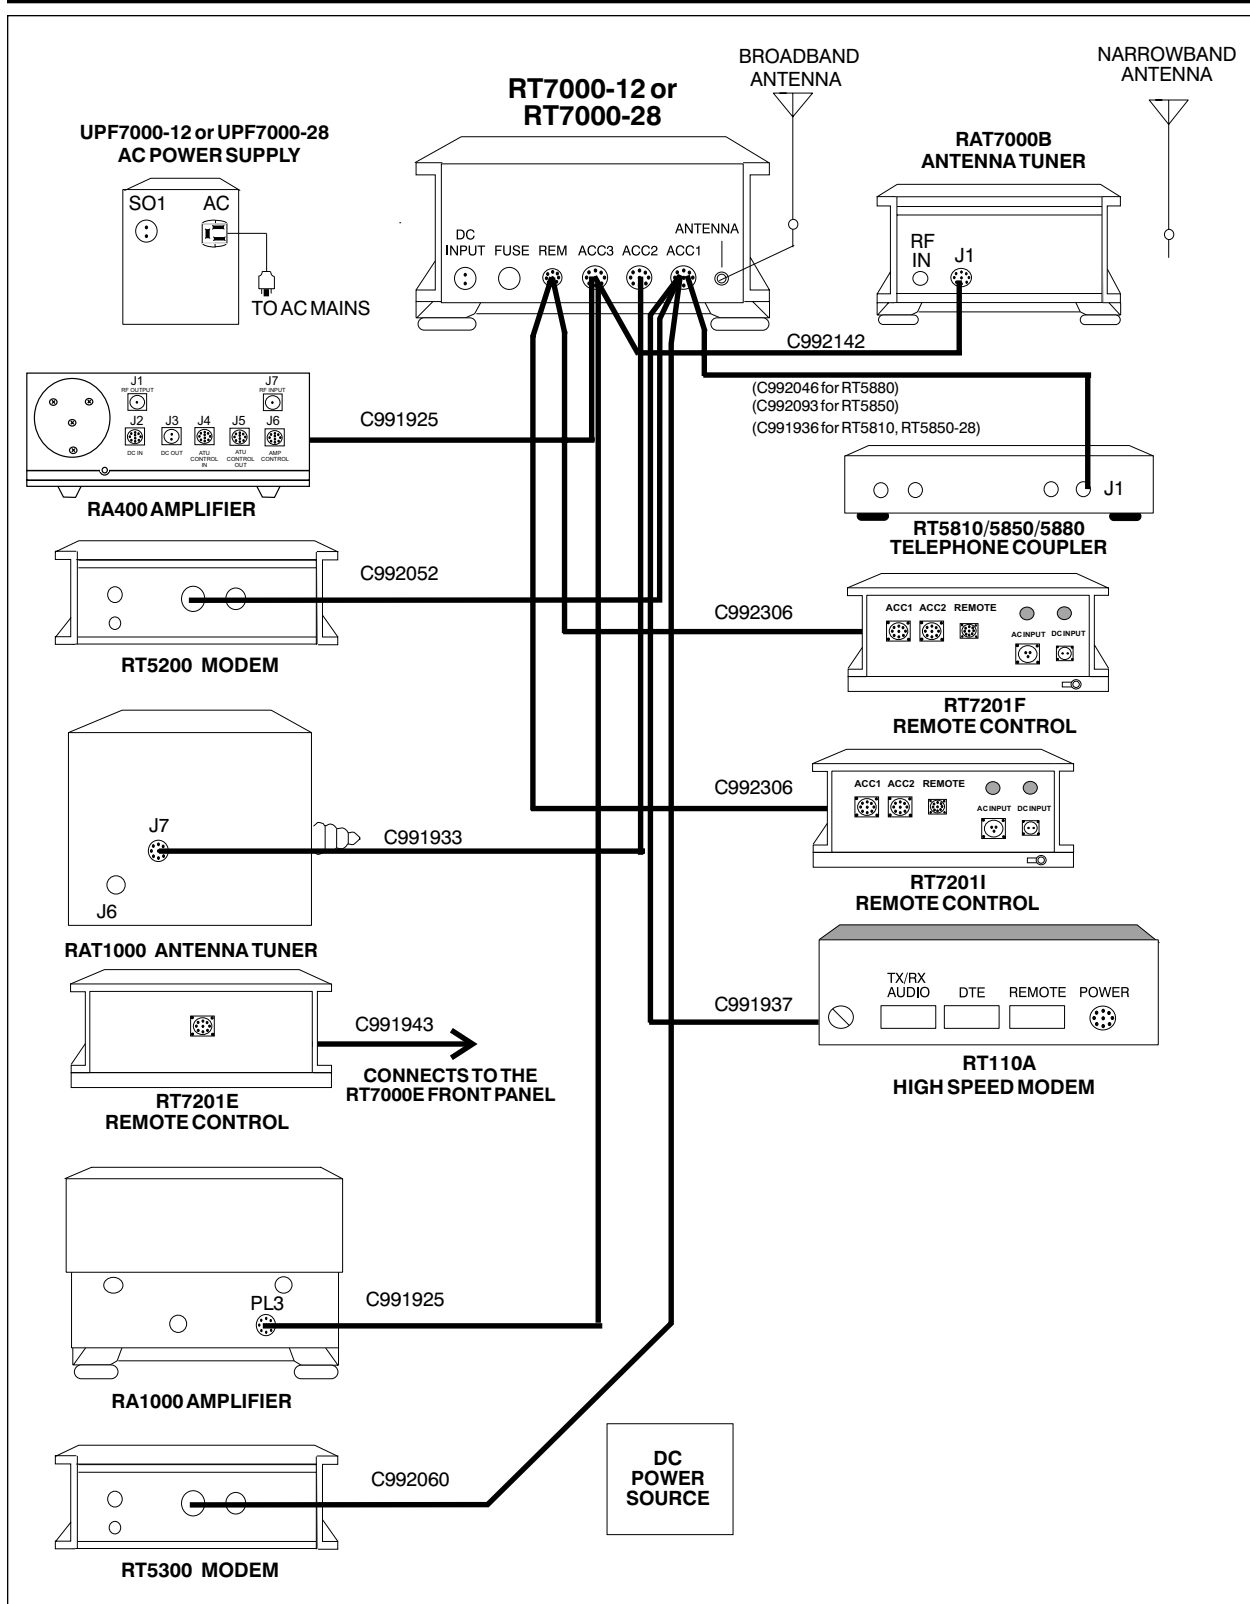 BROADBAND
ANTENNA
NARROWBAND
ANTENNA
RT7000-12 or
RT7000-28
UPF7000-12 or UPF7000-28
AC POWER SUPPLY
SO1 AC
TO AC MAINS
RAT7000B
ANTENNA TUNER
RF
IN
J1
DC
INPUT FUSE REM ACC3 ACC2 ACC1
ANTENNA
C992142
(C992046 for RT5880)
(C992093 for RT5850)
(C991936 for RT5810, RT5850-28)
J1
RF OUTPUT
J7
RF INPUT
J2
DC IN
J3
DC OUT
J4
ATU
CONTROL
IN
J5
ATU
CONTROL
OUT
J6
AMP
CONTROL
C991925
RA400 AMPLIFIER
J1
RT5810/5850/5880
TELEPHONE COUPLER
C992052
RT5200 MODEM
C992306
ACC1 ACC2 REMOTE
AC INPUT DC INPUT
RT7201F
REMOTE CONTROL
J7
J6
C991933
RAT1000 ANTENNA TUNER
C992306
ACC1 ACC2 REMOTE
AC INPUT DC INPUT
RT7201I
REMOTE CONTROL
C991943
CONNECTS TO THE
RT7000E FRONT PANEL
RT7201E
REMOTE CONTROL
C991937
TX/RX
AUDIO DTE REMOTE POWER
RT110A
HIGH SPEED MODEM
PL3
C991925
RA1000 AMPLIFIER
C992060
RT5300 MODEM
DC
POWER
SOURCE